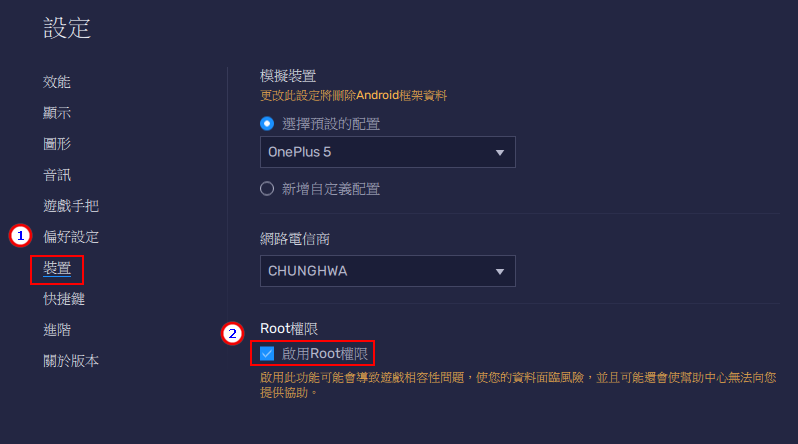 設定
效能
顯示
圖形
音訊
遊戲手把
1
偏好設定
裝置
快捷鍵
進階
關於版本
模擬裝置
更改此設定將刪除Android框架資料
選擇預設的配置
OnePlus 5
新增自定義配置
網路電信商
CHUNGHWA
Root權限
2
啟用Root權限
啟用此功能可能會導致遊戲相容性問題，使您的資料面臨風險，並且可能還會使幫助中心無法向您
提供協助。